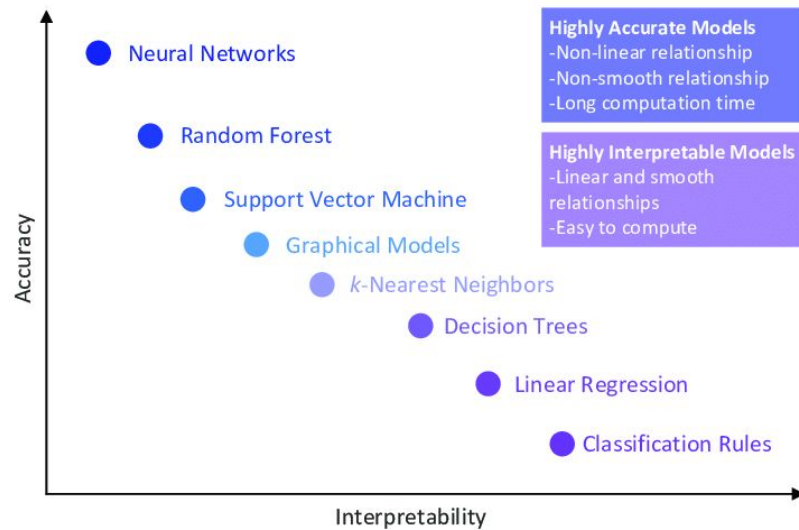 Highly Accurate Models
-Non-linear relationship
-Non-smooth relationship
-Long computation time
Highly Interpretable Models
-Linear and smooth
relationships
-Easy to compute
Neural Networks
Random Forest
Support Vector Machine
Graphical Models
k-Nearest Neighbors
Decision Trees
Linear Regression
Classification Rules
Accuracy
Interpretability